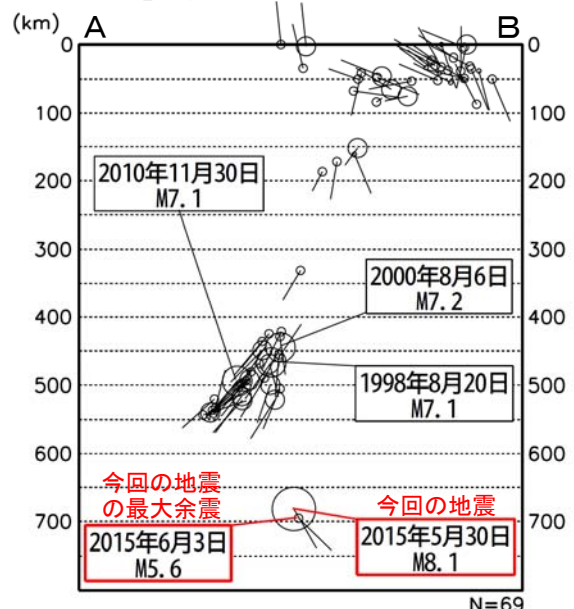 (km) A B
0 0
100 100
2010年11月30日
M7.1
200 200
300 300
2000年8月6日
M7.2
400 400
1998年8月20日
M7.1
500 500
600 600
今回の地震
の最大余震
今回の地震
700 700
2015年6月3日
M5.6
2015年5月30日
M8.1
N=69